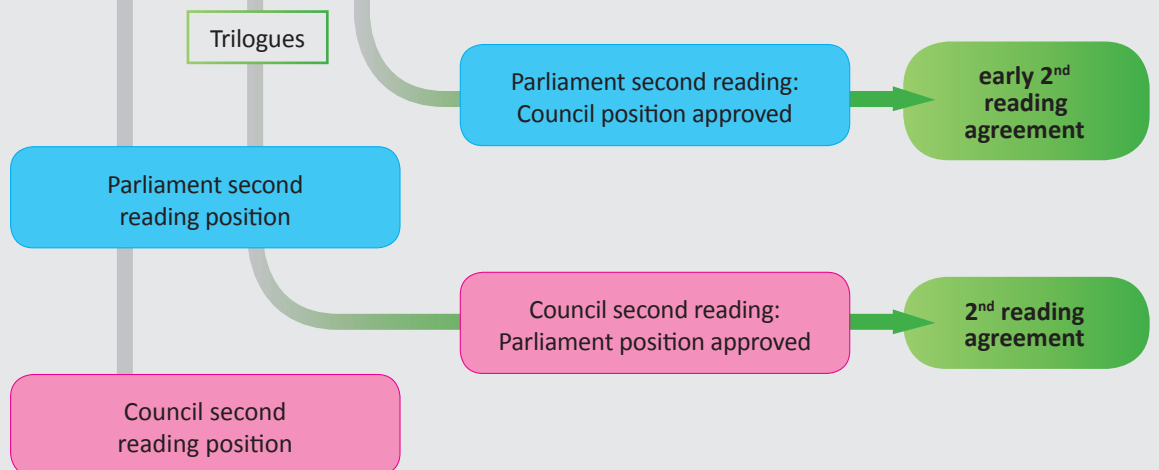 Trilogues
Parliament second reading:
Council position approved
early 2nd
reading
agreement
Parliament second
reading position
Council second reading:
Parliament position approved
2nd reading
agreement
Council second
reading position